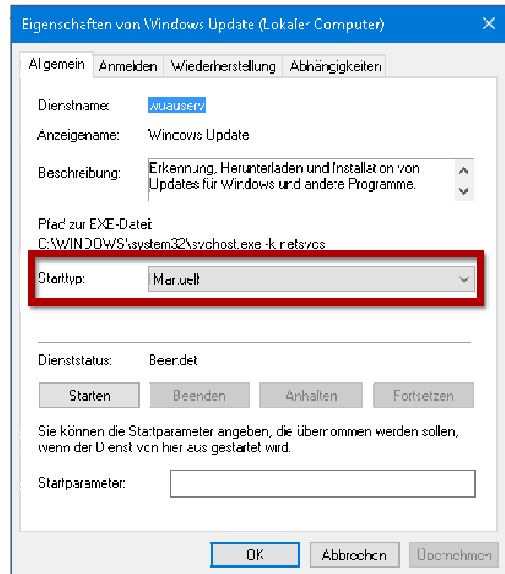 Eigenschaften von Windows Update (Lokaler Computer)
Allgemein Anmelden Wiederherstellung Abhängigkeiten
Dienstname: wuauserv
Anzeigename: Windows Update
Beschreibung: Erkennung, Herunterladen und Installation von
Updates für Windows und andere Programme.
Pfad zur EXE-Datei:
C:\WINDOWS\system32\svchost.exe -k netsvcs
Starttyp: Manuell
Dienststatus: Beendet
Starten Beenden Anhalten Fortsetzen
Sie können die Startparameter angeben, die übernommen werden sollen,
wenn der Dienst von hier aus gestartet wird.
Startparameter:
OK Abbrechen Übernehmen